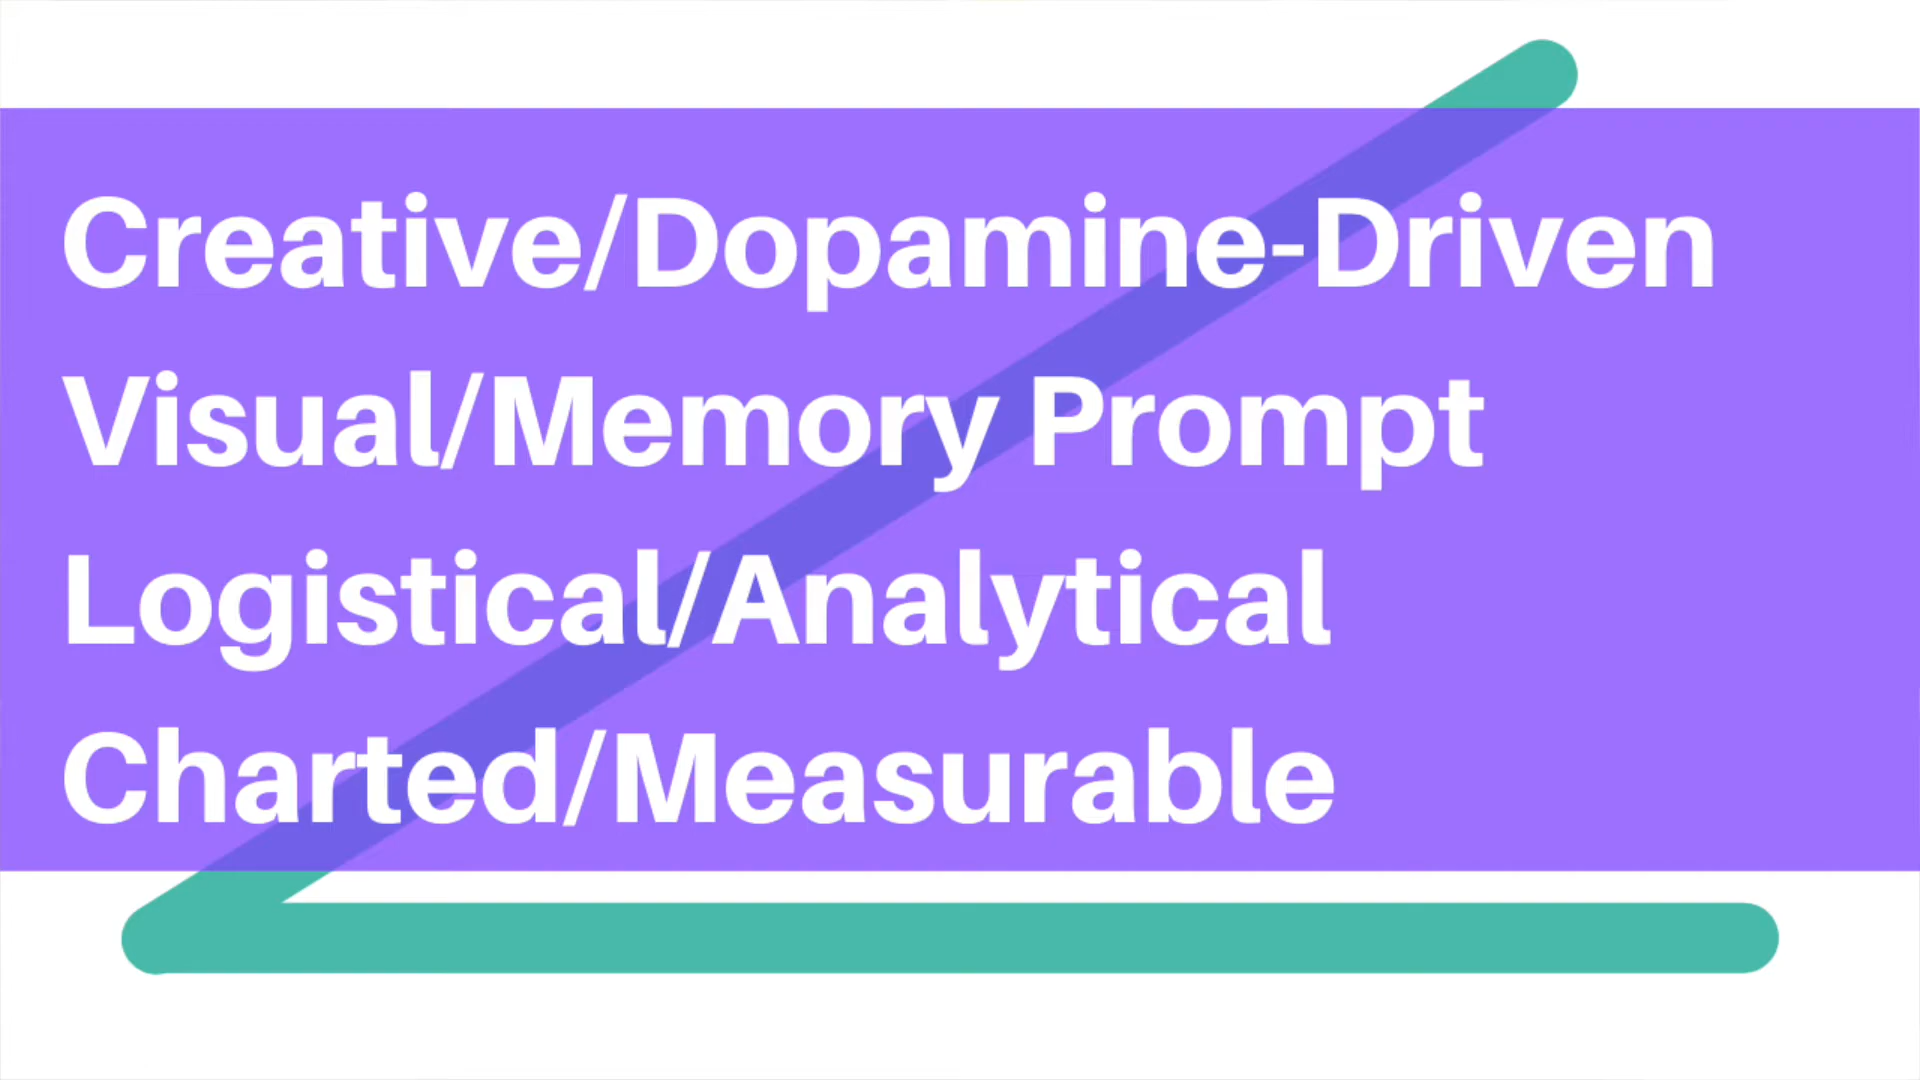 Creative/Dopamine-Driven
Visual/Memory Prompt
Logistical/Analytical
Charted/Measurable